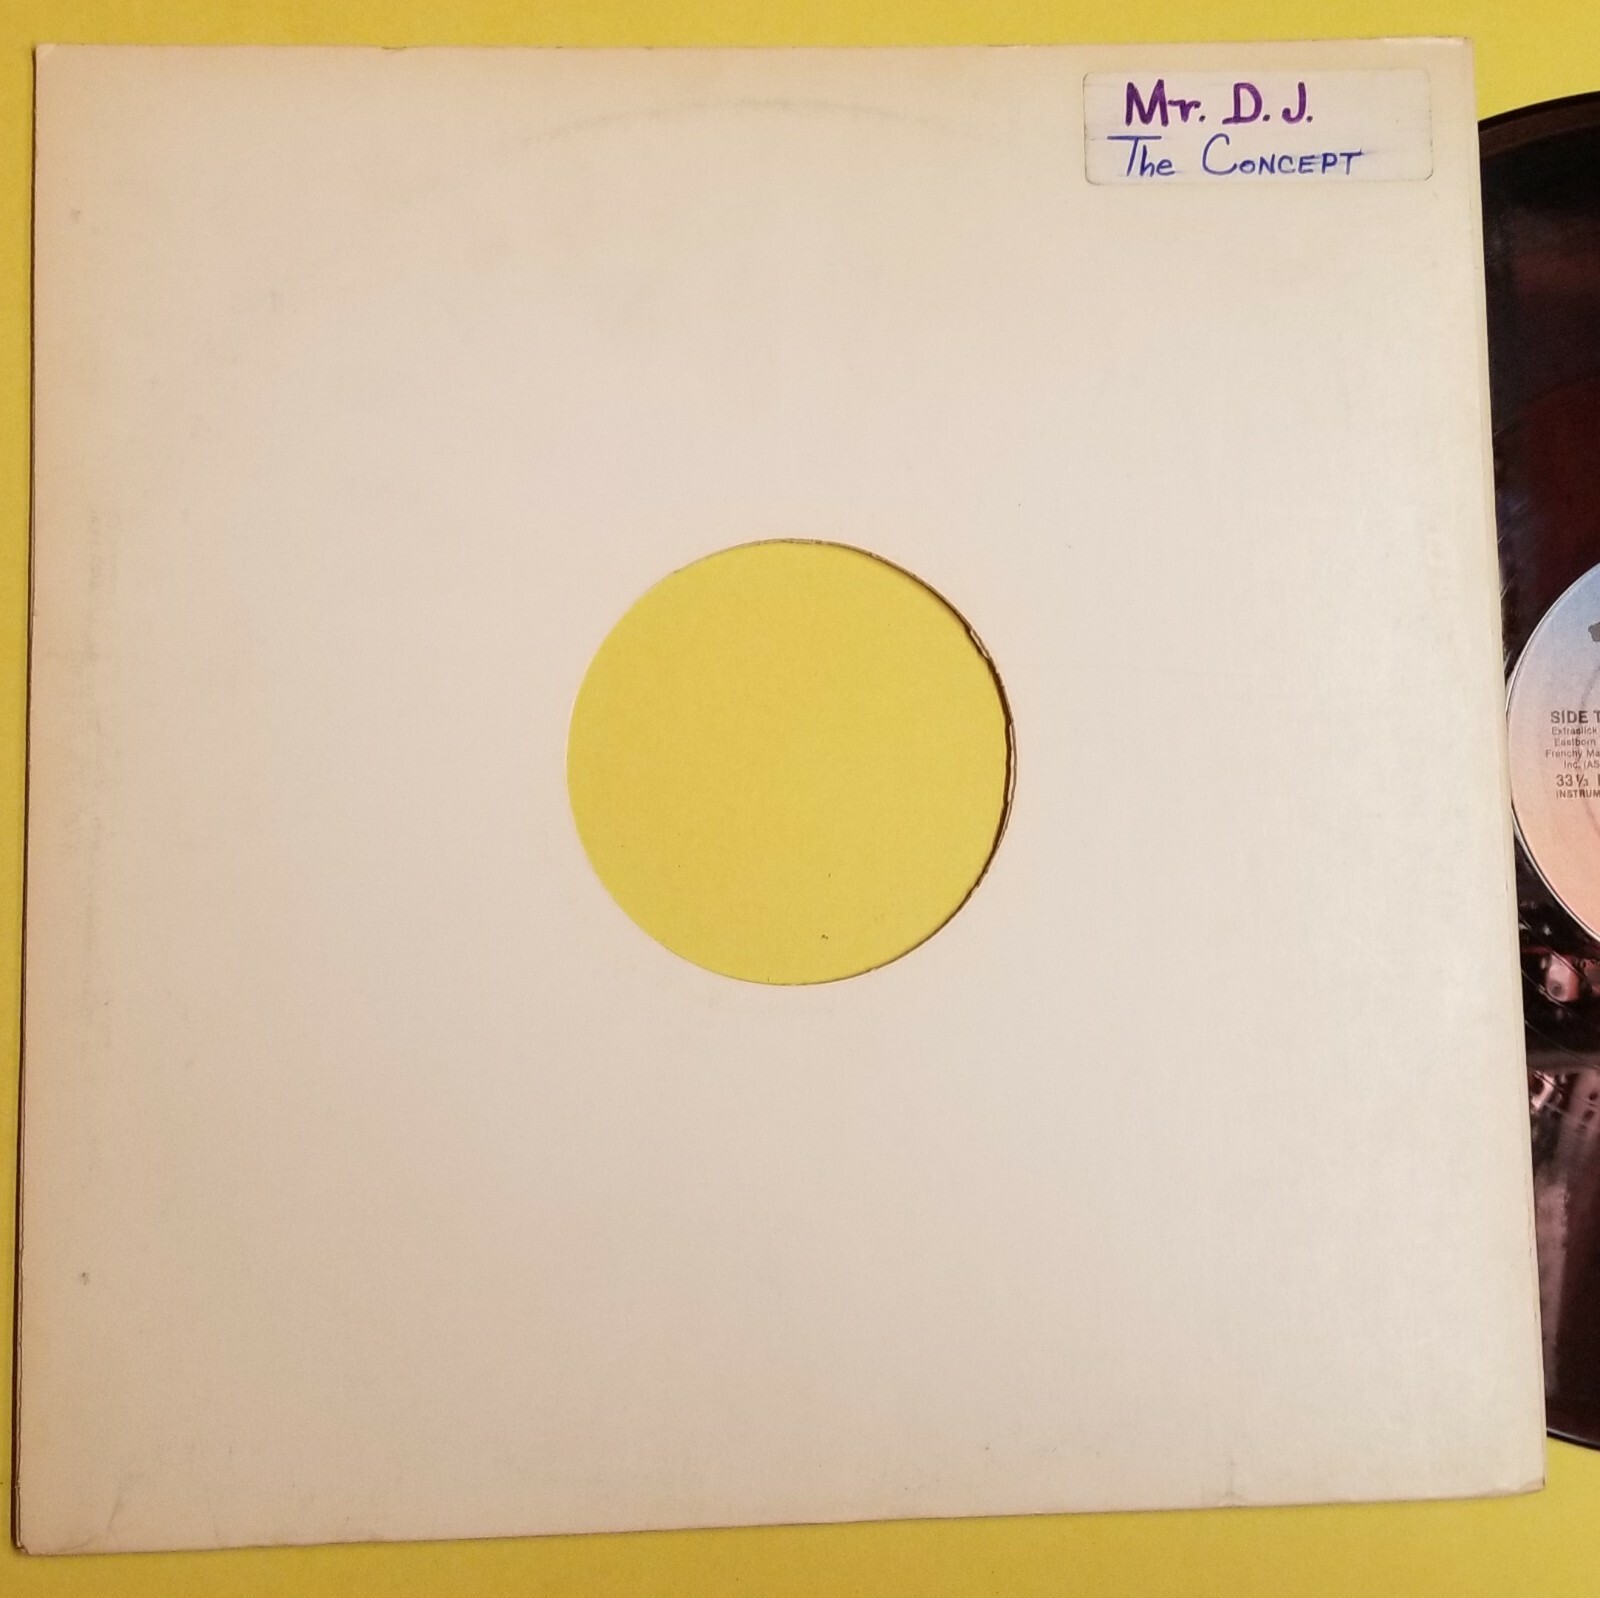 Mr. D.J.
The CONCEPT
SIDE T
Extraslick
Eastborn
Frenchy Ma
Inc. (AS
33⅓
INSTRUM